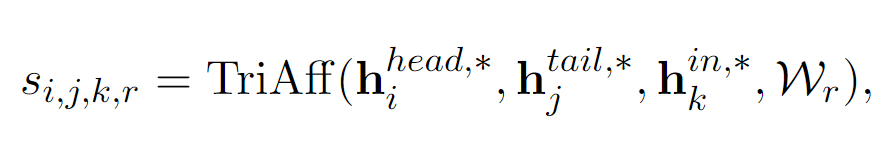 s_{i,j,k,r} = TriAff(𝐡_i^{head,*}, 𝐡_j^{tail,*}, 𝐡_k^{in,*}, 𝒲_r),